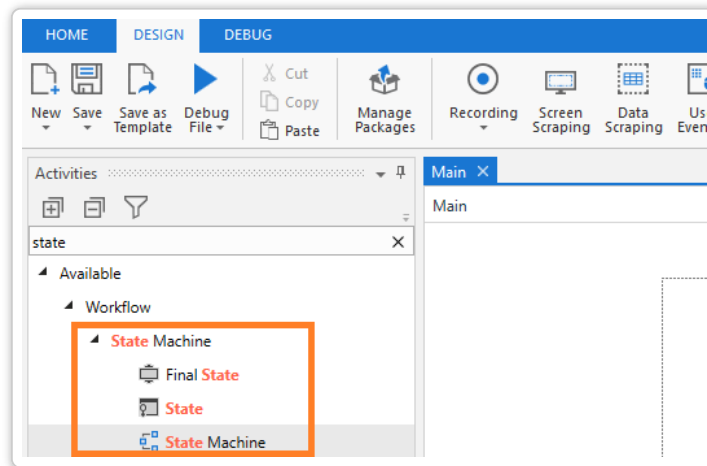 HOME DESIGN DEBUG
Cut
Copy
Paste
New Save Save as Template Debug File Manage Packages Recording Screen Scraping Data Scraping
Activities
Main
Main
state
Available
Workflow
State Machine
Final State
State
State Machine